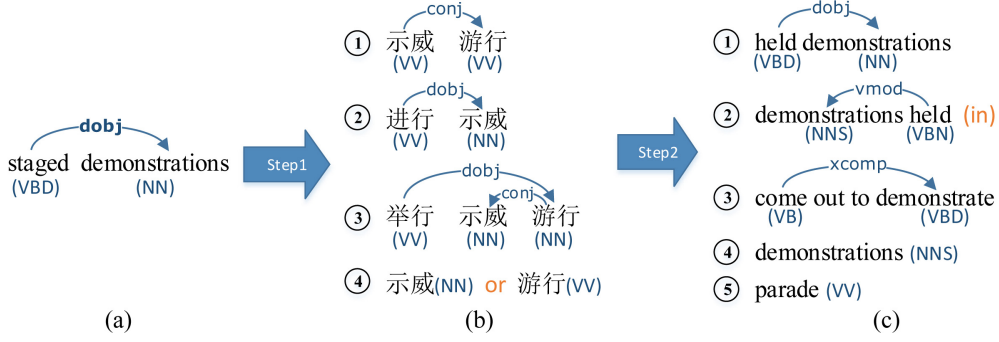 dobj
staged demonstrations
(VBD) (NN)
(a)
Step1
conj
① 示威 游行
(VV) (VV)
dobj
② 进行 示威
(VV) (NN)
dobj
conj
③ 举行 示威 游行
(VV) (NN) (NN)
④ 示威(NN) or 游行(VV)
(b)
Step2
dobj
① held demonstrations
(VBD) (NN)
vmod
② demonstrations held (in)
(NNS) (VBN)
xcomp
③ come out to demonstrate
(VB) (VBD)
④ demonstrations (NNS)
⑤ parade (VV)
(c)